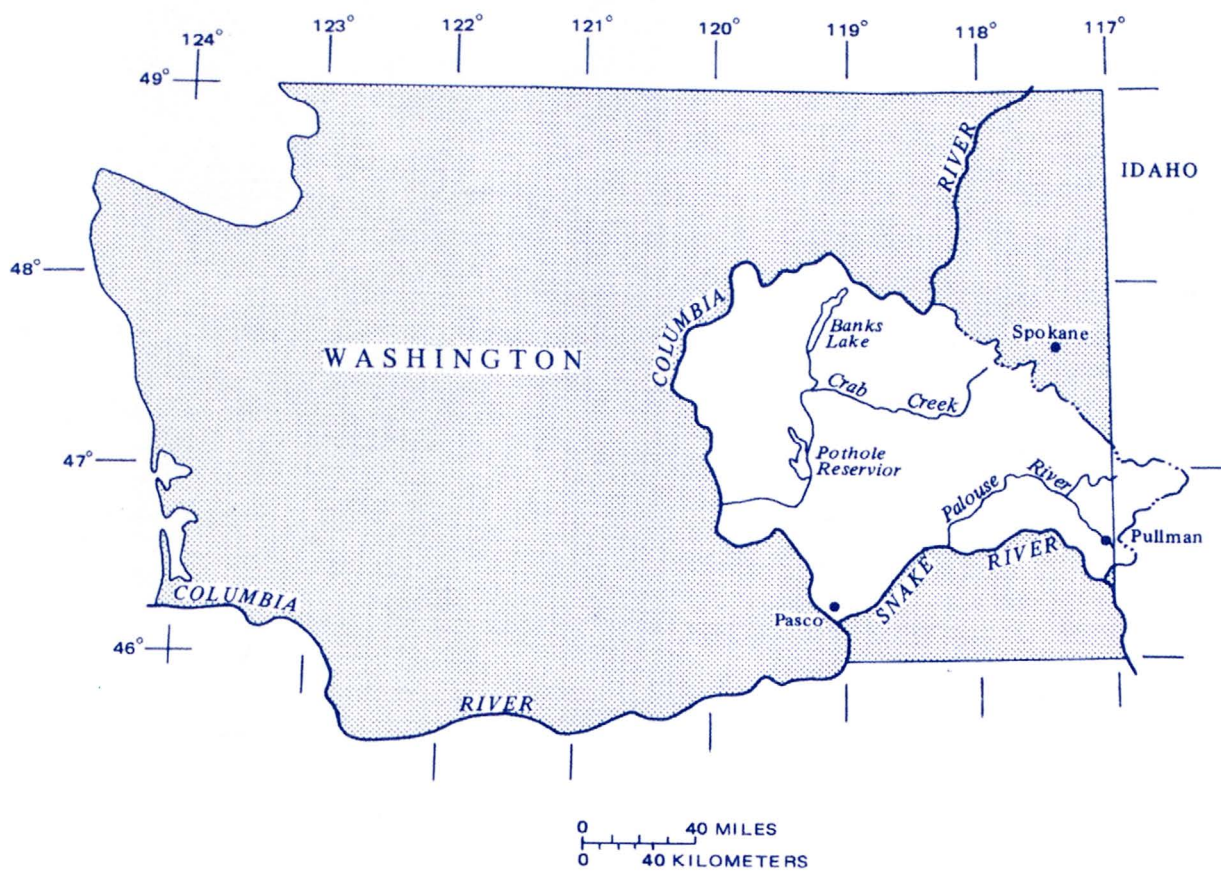 124° 123° 122° 121° 120° 119° 118° 117°
49°
RIVER
IDAHO
48°
COLUMBIA
Banks
Lake
Spokane
WASHINGTON
Crab
Creek
47°
Pothole
Reservior
Palouse
River
Pullman
RIVER
SNAKE
COLUMBIA
Pasco
46°
RIVER
0 40 MILES
0 40 KILOMETERS